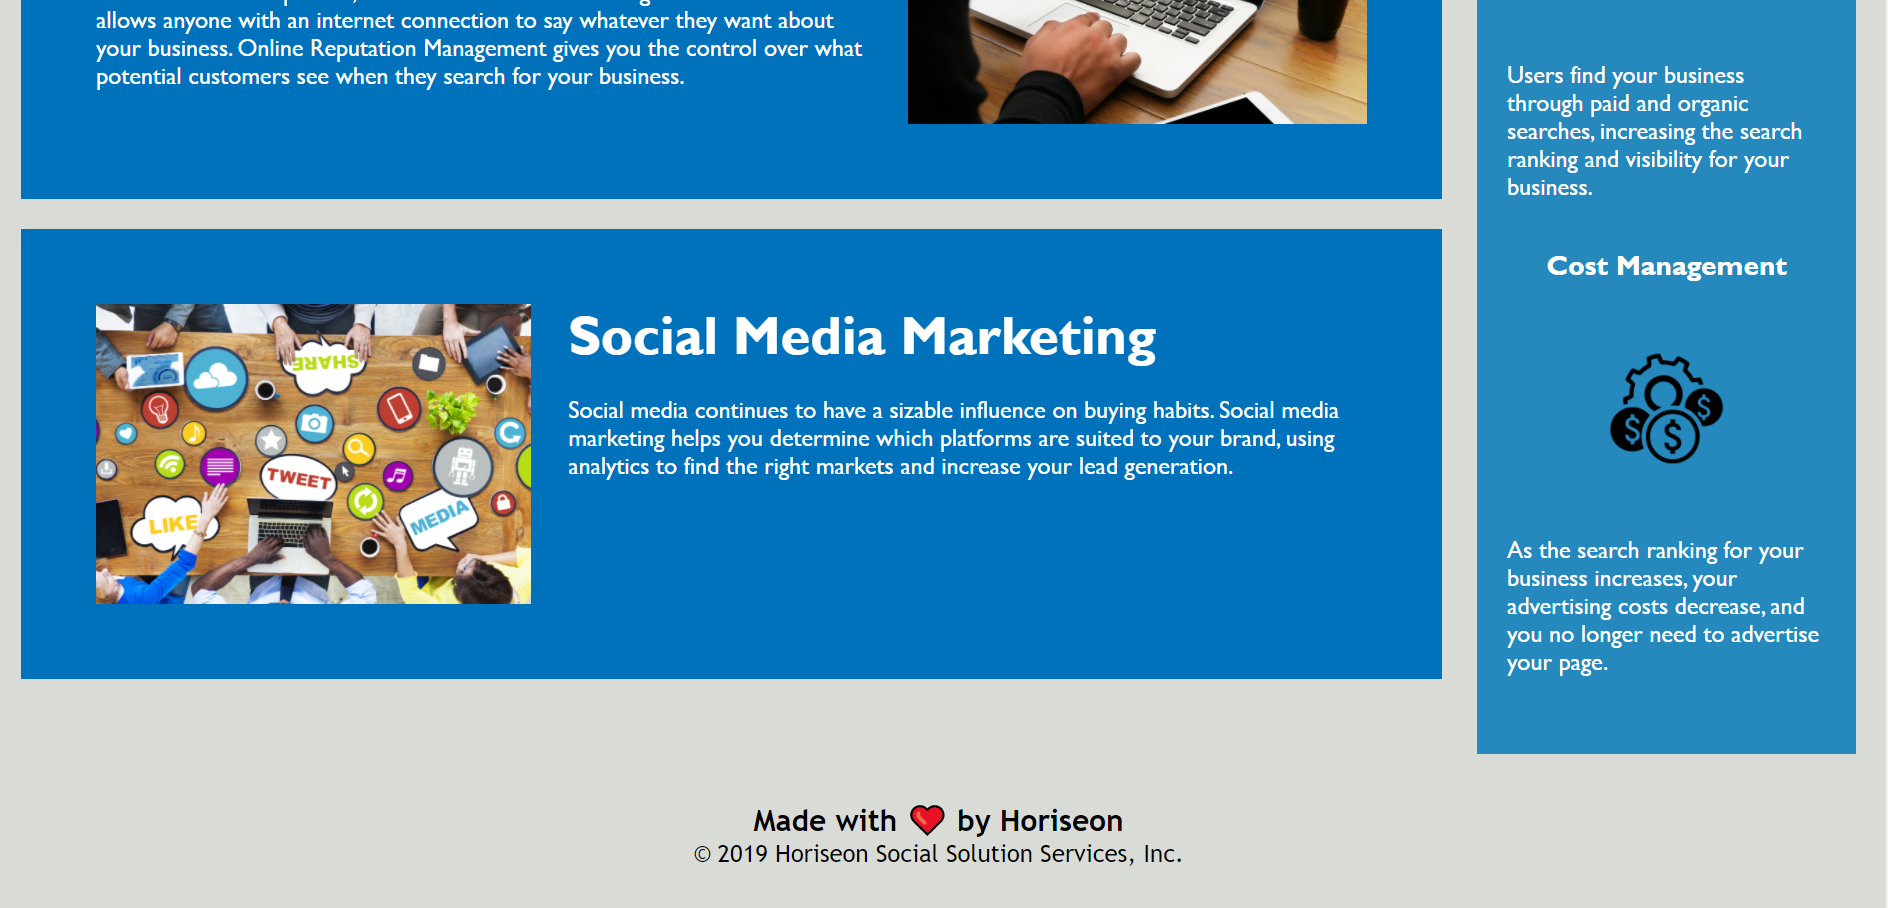 allows anyone with an internet connection to say whatever they want about
your business. Online Reputation Management gives you the control over what
potential customers see when they search for your business.
Social Media Marketing
Social media continues to have a sizable influence on buying habits. Social media
marketing helps you determine which platforms are suited to your brand, using
analytics to find the right markets and increase your lead generation.
SHARE
TWEET
LIKE
MEDIA
Users find your business
through paid and organic
searches, increasing the search
ranking and visibility for your
business.
Cost Management
$ $ $
As the search ranking for your
business increases, your
advertising costs decrease, and
you no longer need to advertise
your page.
Made with ❤️ by Horiseon
© 2019 Horiseon Social Solution Services, Inc.